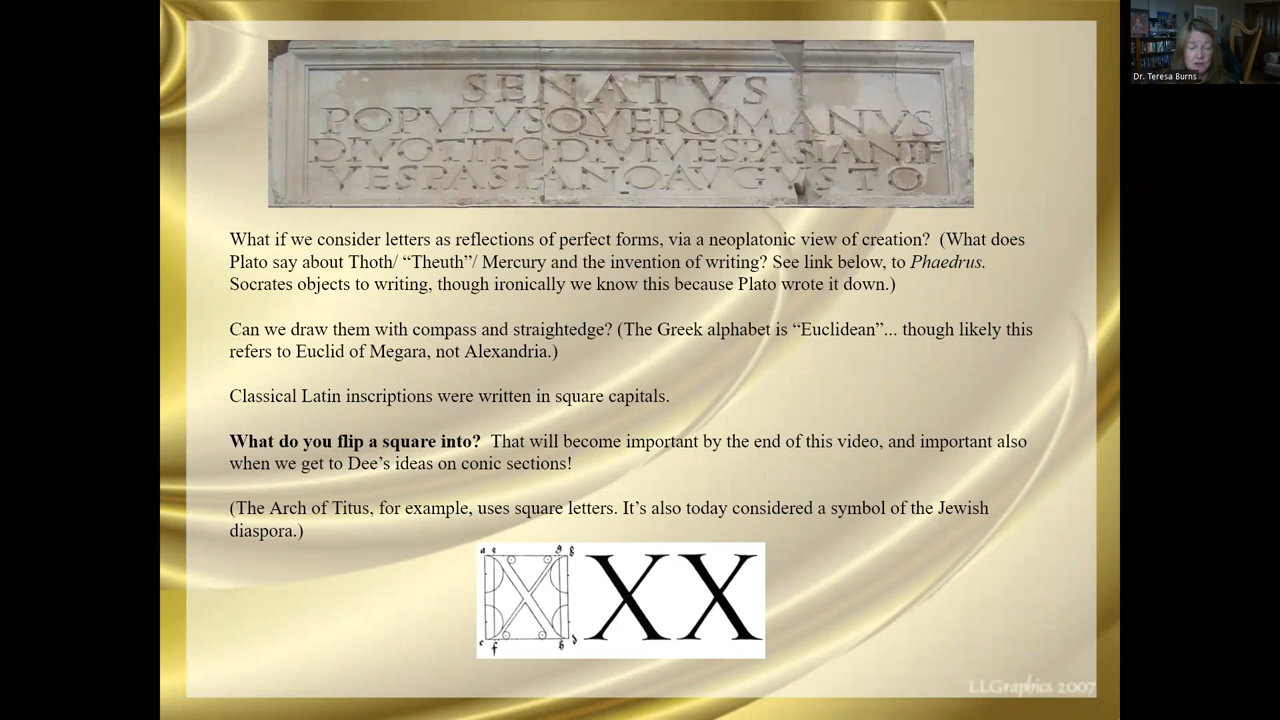 SENATVS
POPVLVSQVEROMANVS
DIVOTITODIVIVESPASIANIF
VESPASIANOAVGVSTO
Dr. Teresa Burns
What if we consider letters as reflections of perfect forms, via a neoplatonic view of creation?  (What does
Plato say about Thoth/ “Theuth”/ Mercury and the invention of writing? See link below, to Phaedrus.
Socrates objects to writing, though ironically we know this because Plato wrote it down.)
Can we draw them with compass and straightedge? (The Greek alphabet is “Euclidean”... though likely this
refers to Euclid of Megara, not Alexandria.)
Classical Latin inscriptions were written in square capitals.
What do you flip a square into?  That will become important by the end of this video, and important also
when we get to Dee’s ideas on conic sections!
(The Arch of Titus, for example, uses square letters. It’s also today considered a symbol of the Jewish
diaspora.)
a e g
X X X
c f h
LLGraphics 2007